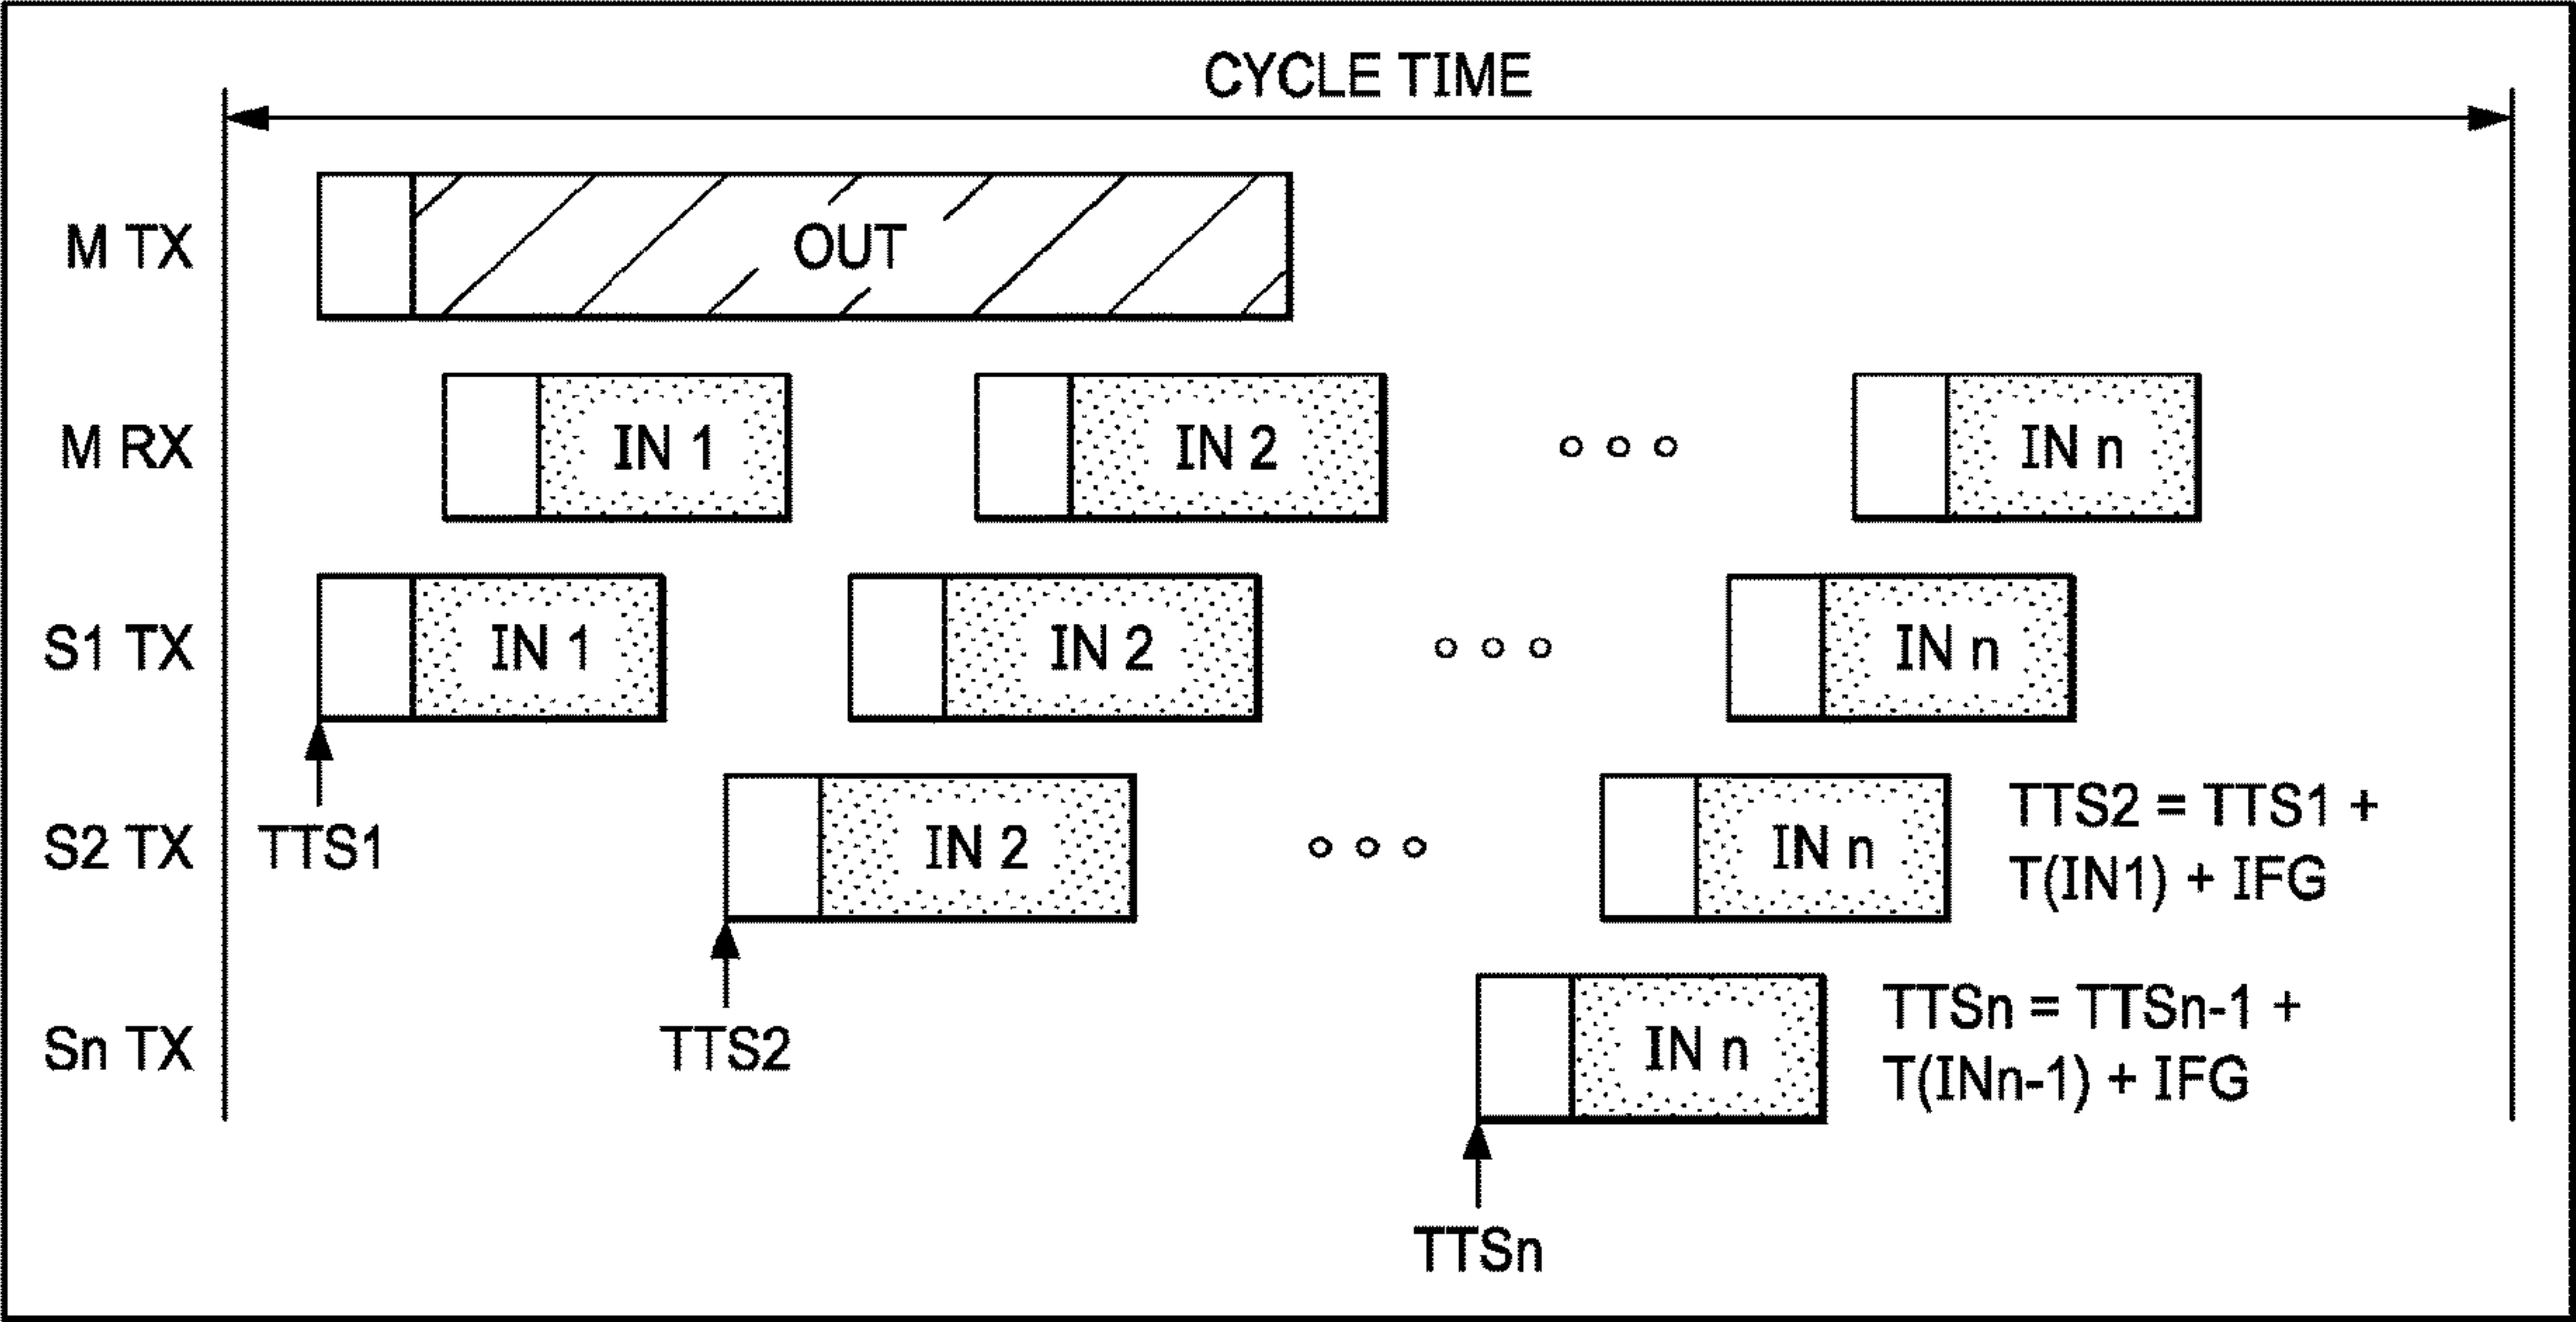 CYCLE TIME
M TX
OUT
M RX
IN 1
IN 2
IN n
S1 TX
IN 1
IN 2
IN n
TTS1
S2 TX
IN 2
IN n
TTS2 = TTS1 +
T(IN1) + IFG
TTS2
Sn TX
IN n
TTSn = TTSn-1 +
T(INn-1) + IFG
TTSn